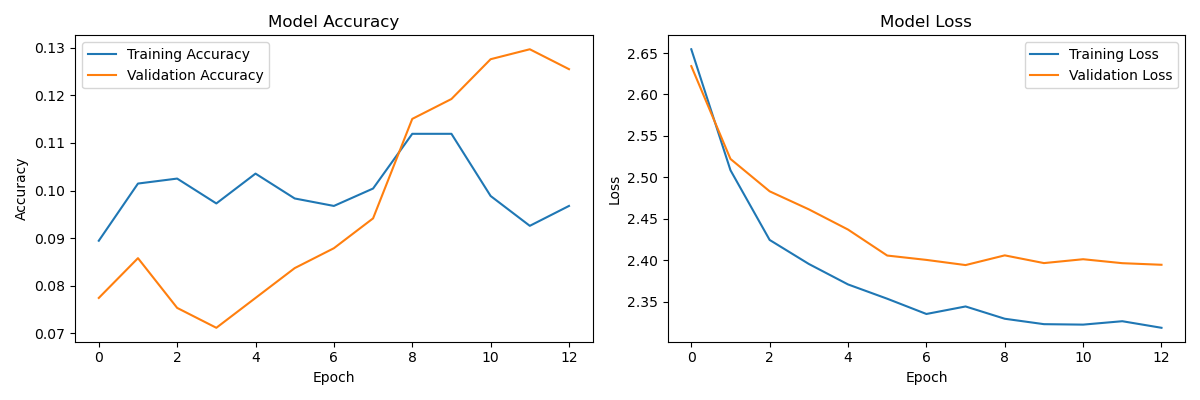 Model Accuracy
Training Accuracy
Validation Accuracy
0.13
0.12
0.11
0.10
0.09
0.08
0.07
Accuracy
0 2 4 6 8 10 12
Epoch
Model Loss
Training Loss
Validation Loss
2.65
2.60
2.55
2.50
2.45
2.40
2.35
Loss
0 2 4 6 8 10 12
Epoch